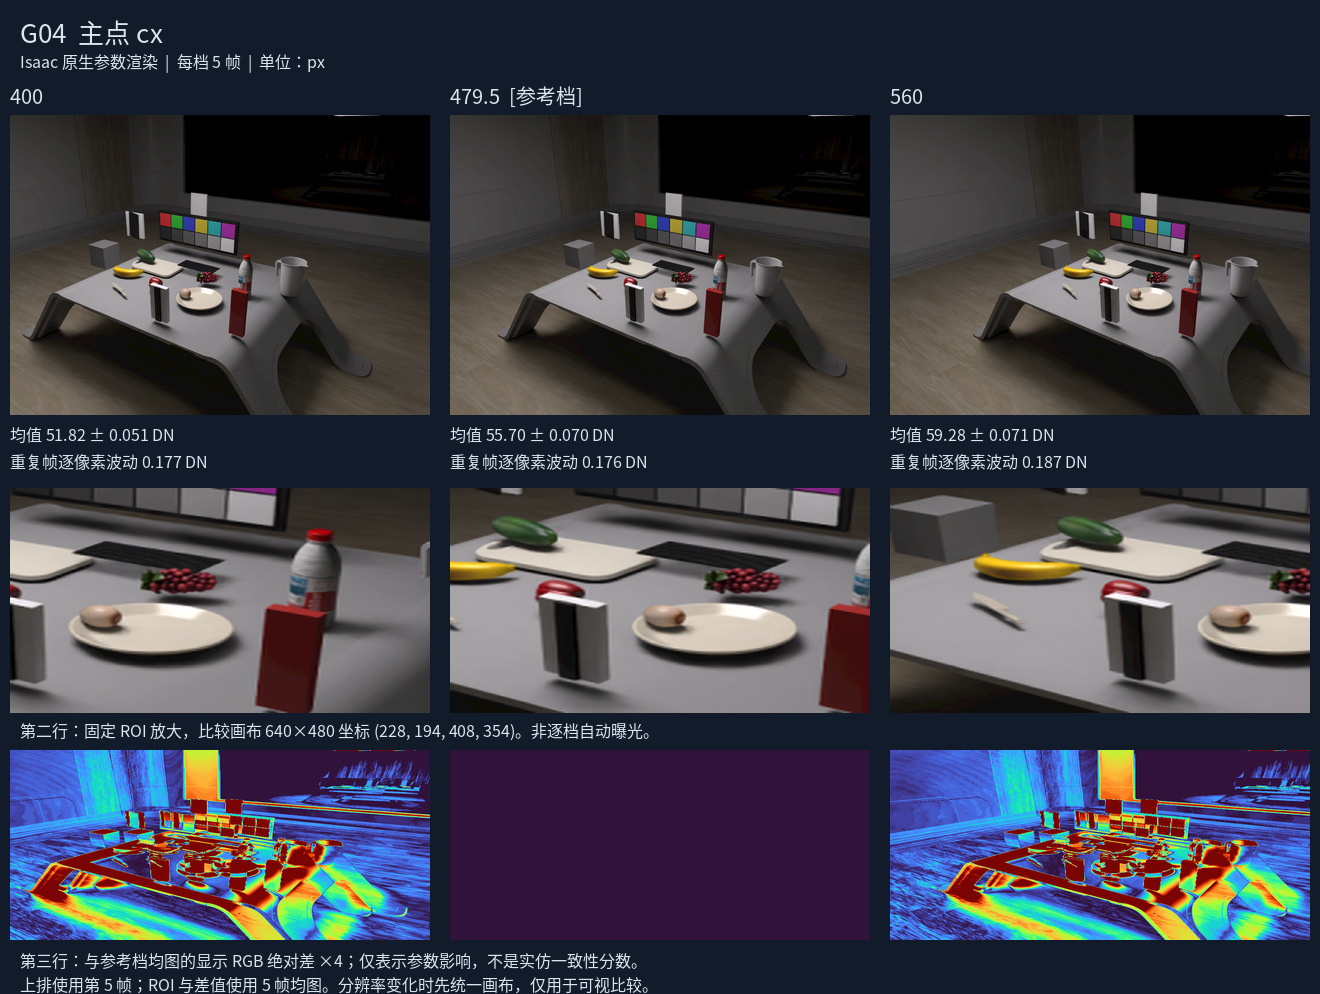 G04 主点 cx
Isaac 原生参数渲染 | 每档 5 帧 | 单位：px
400
479.5 [参考档]
560
均值 51.82 ± 0.051 DN
均值 55.70 ± 0.070 DN
均值 59.28 ± 0.071 DN
重复帧逐像素波动 0.177 DN
重复帧逐像素波动 0.176 DN
重复帧逐像素波动 0.187 DN
第二行：固定 ROI 放大，比较画布 640×480 坐标 (228, 194, 408, 354)。非逐档自动曝光。
第三行：与参考档均图的显示 RGB 绝对差 ×4；仅表示参数影响，不是实仿一致性分数。
上排使用第 5 帧；ROI 与差值使用 5 帧均图。分辨率变化时先统一画布，仅用于可视比较。